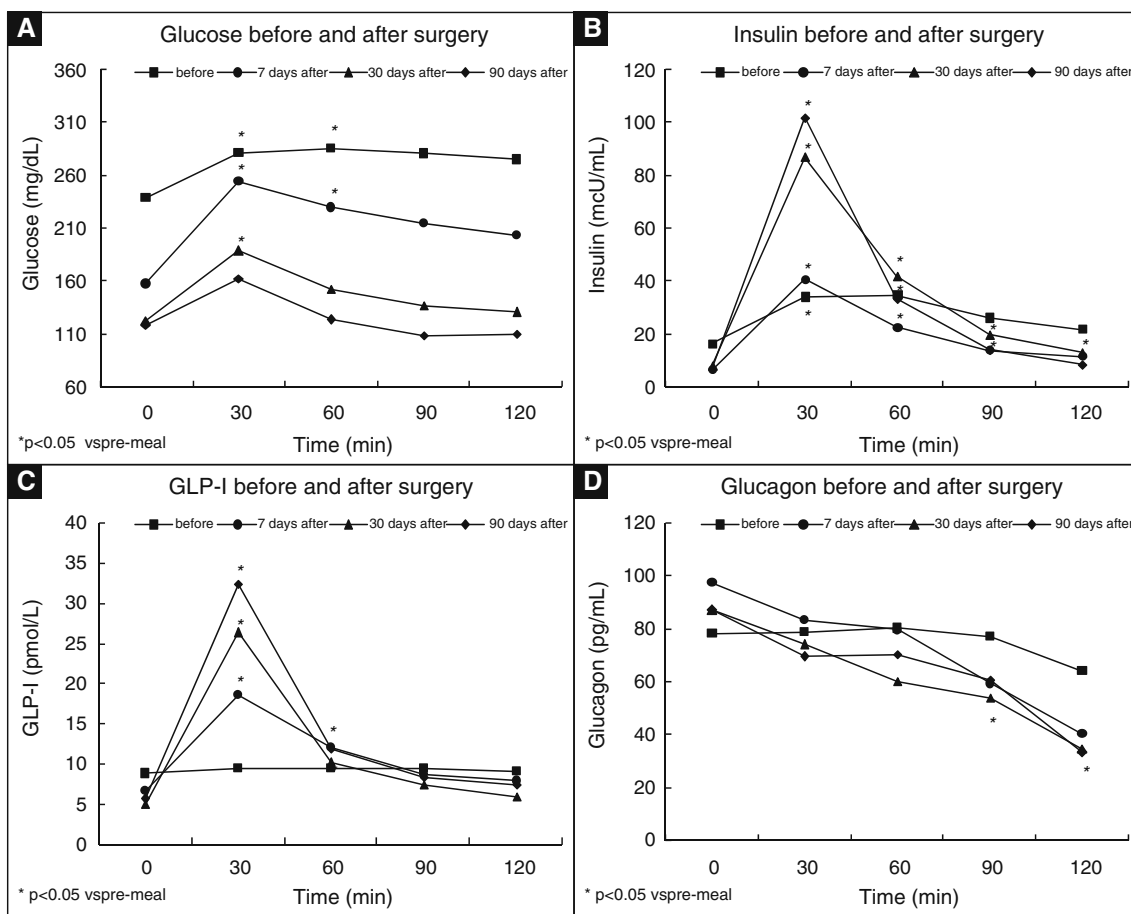 A
Glucose before and after surgery
before 7 days after 30 days after 90 days after
360
310
260
210
160
110
60
Glucose (mg/dL)
* *
* *
*
0 30 60 90 120
*p<0.05 vspre-meal
Time (min)
B
Insulin before and after surgery
before 7 days after 30 days after 90 days after
120
100
80
60
40
20
0
Insulin (mcU/mL)
*
*
*
*
*
*
*
*
*
*
0 30 60 90 120
* p<0.05 vspre-meal
Time (min)
C
GLP-I before and after surgery
before 7 days after 30 days after 90 days after
40
35
30
25
20
15
10
5
0
GLP-I (pmol/L)
*
*
*
*
0 30 60 90 120
* p<0.05 vspre-meal
Time (min)
D
Glucagon before and after surgery
before 7 days after 30 days after 90 days after
120
100
80
60
40
20
0
Glucagon (pg/mL)
*
*
0 30 60 90 120
* p<0.05 vspre-meal
Time (min)